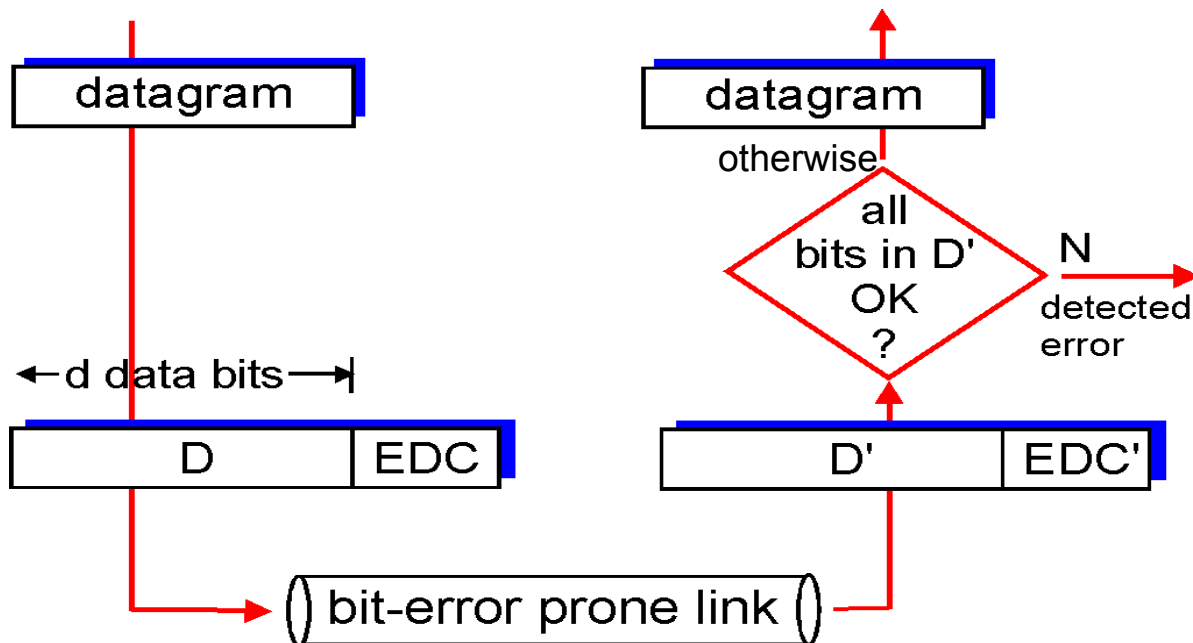 datagram
d data bits
D EDC
bit-error prone link
datagram
otherwise
all
bits in D'
OK
?
N
detected
error
D' EDC'